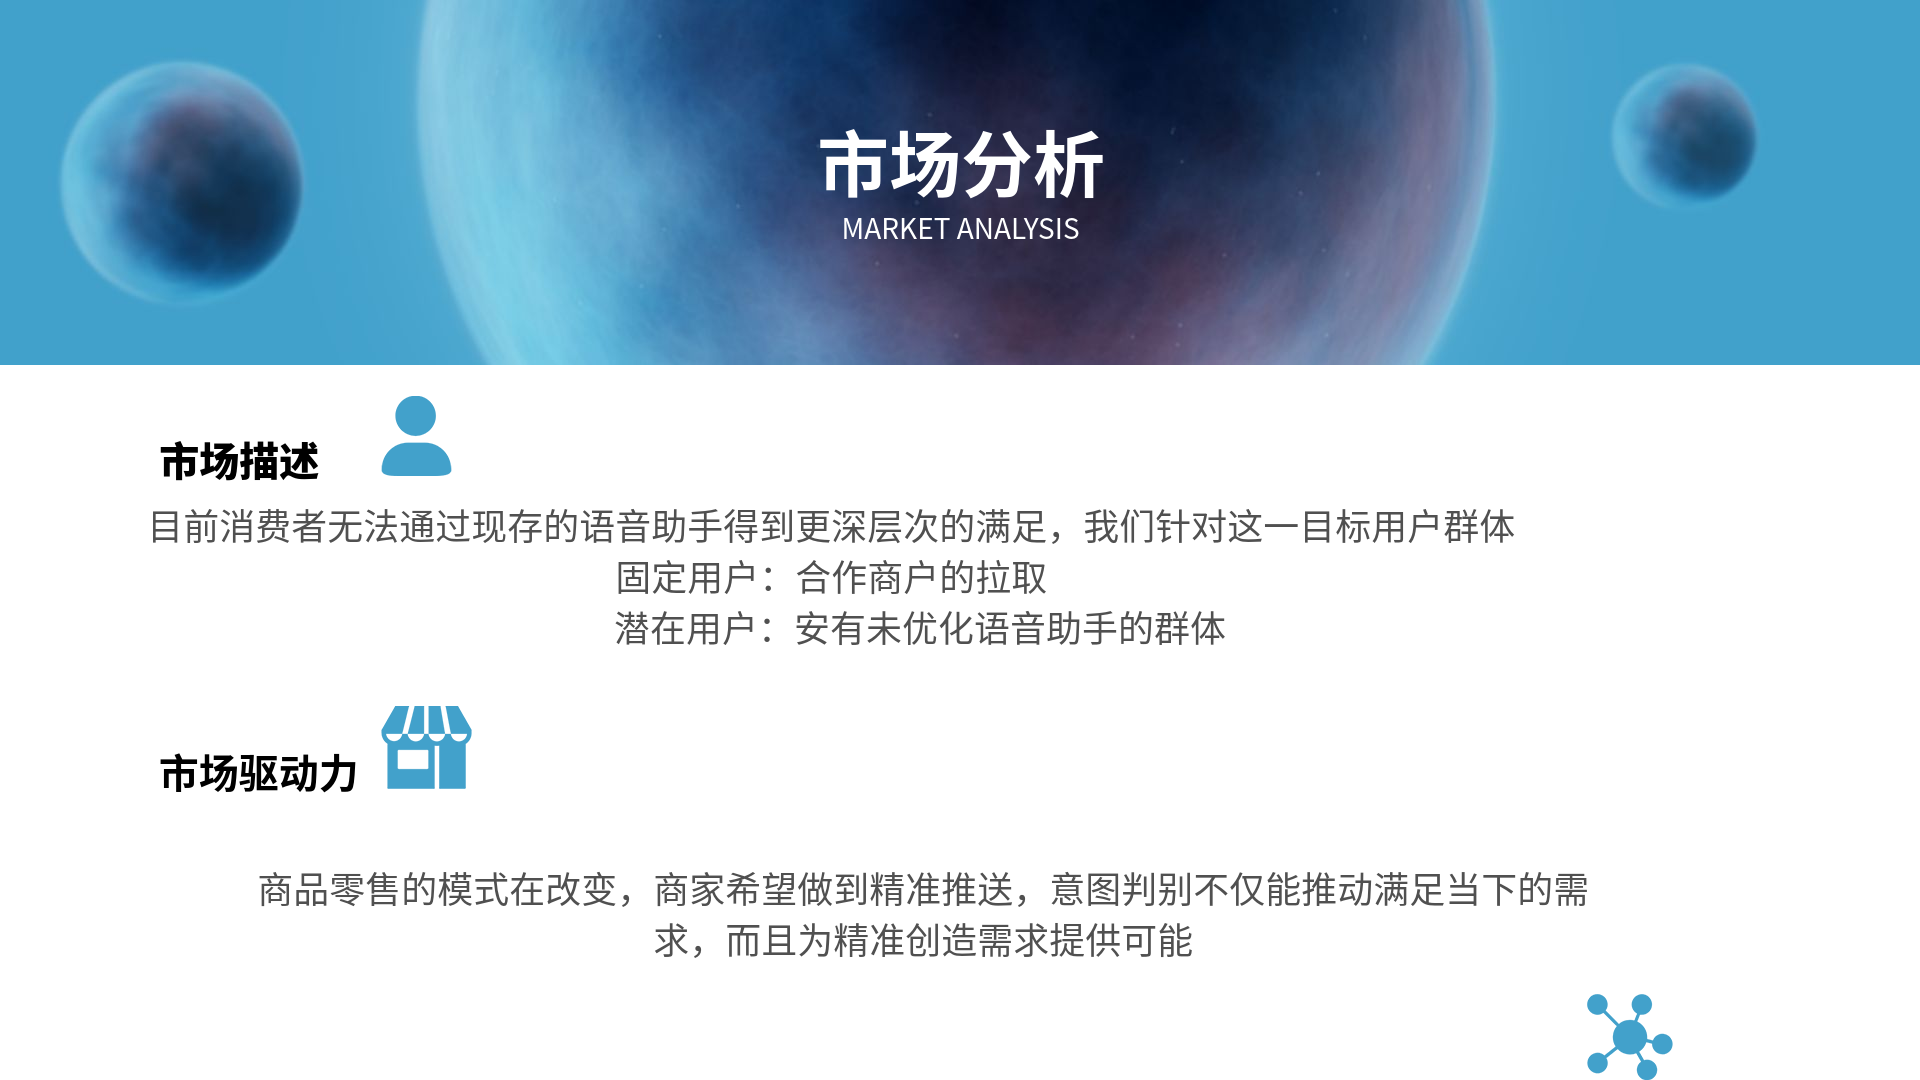 市场分析
MARKET ANALYSIS
市场描述
目前消费者无法通过现存的语音助手得到更深层次的满足，我们针对这一目标用户群体
固定用户：合作商户的拉取
潜在用户：安有未优化语音助手的群体
市场驱动力
商品零售的模式在改变，商家希望做到精准推送，意图判别不仅能推动满足当下的需
求，而且为精准创造需求提供可能